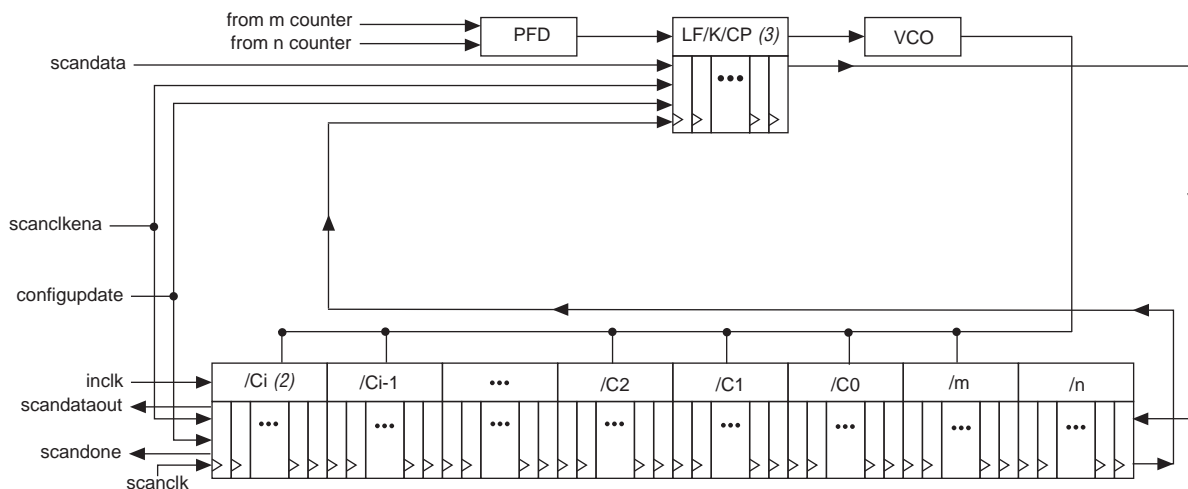 from m counter
from n counter
PFD
LF/K/CP (3)
VCO
scandata
•••
scanclkena
configupdate
inclk
/Ci (2)
/Ci-1
•••
/C2
/C1
/C0
/m
/n
scandataout
•••
•••
•••
•••
•••
•••
•••
•••
scandone
scanclk